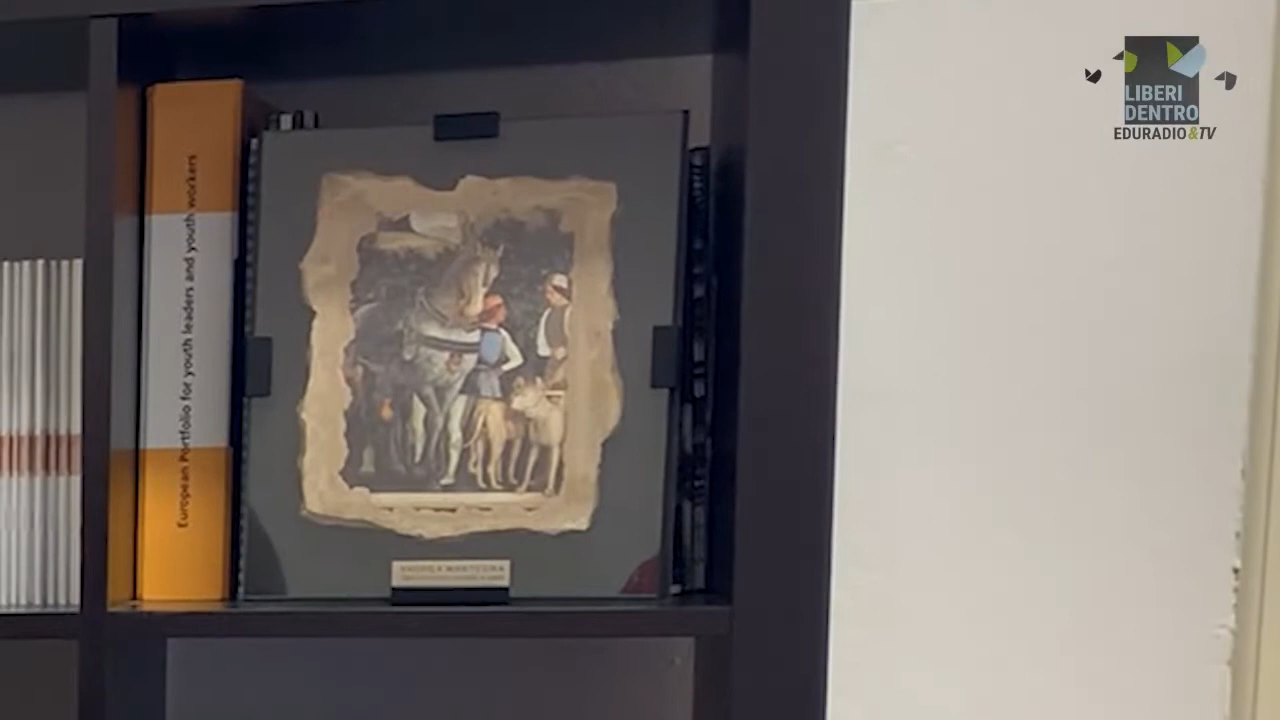 LIBERI
DENTRO
EDURADIO&TV
European Portfolio for youth leaders and youth workers
ANDREA MANTEGNA